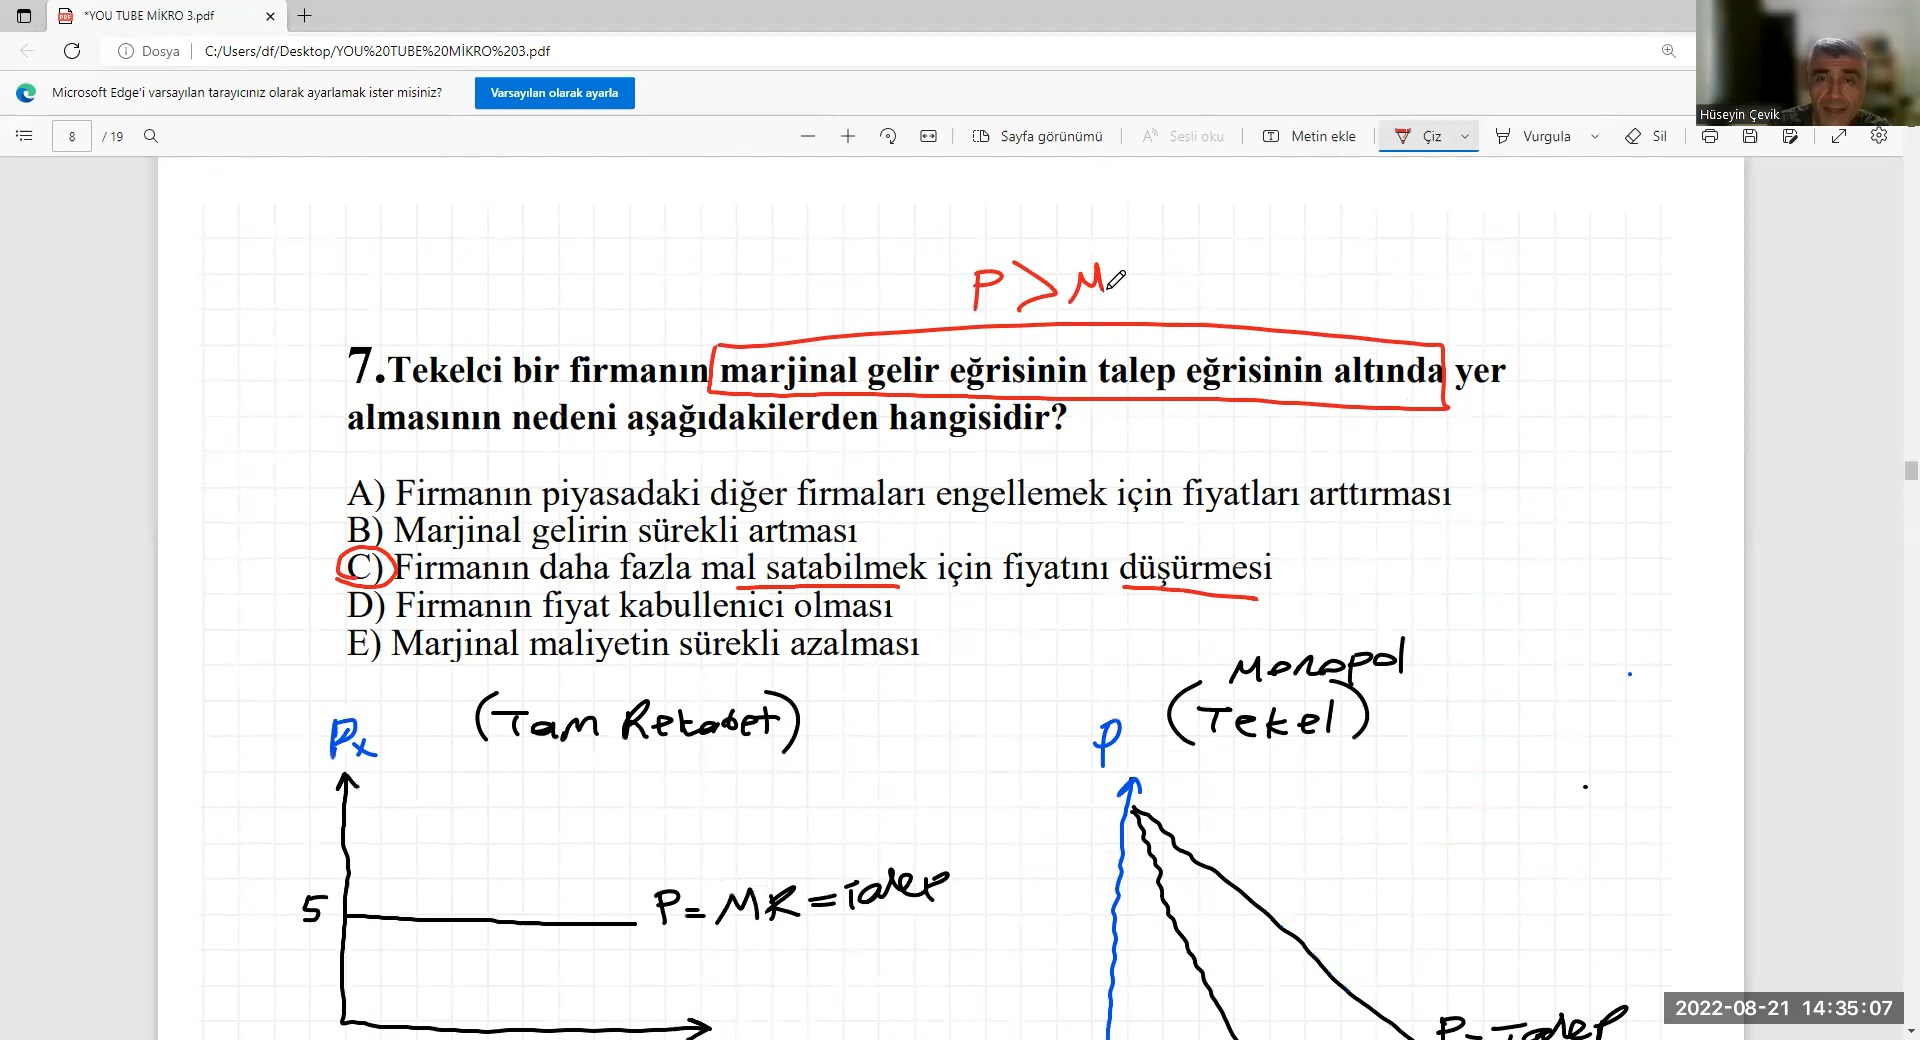 *YOU TUBE MİKRO 3.pdf
Dosya
C:/Users/df/Desktop/YOU%20TUBE%20MİKRO%203.pdf
Microsoft Edge'i varsayılan tarayıcınız olarak ayarlamak ister misiniz?
Varsayılan olarak ayarla
Hüseyin Çevik
8 / 19
Sayfa görünümü
Sesli oku
Metin ekle
Çiz
Vurgula
Sil
P > M
7.Tekelci bir firmanın marjinal gelir eğrisinin talep eğrisinin altında yer
almasının nedeni aşağıdakilerden hangisidir?
A) Firmanın piyasadaki diğer firmaları engellemek için fiyatları arttırması
B) Marjinal gelirin sürekli artması
C) Firmanın daha fazla mal satabilmek için fiyatını düşürmesi
D) Firmanın fiyat kabullenici olması
E) Marjinal maliyetin sürekli azalması
Monopol
(Tam Rekabet)
(Tekel)
Px
P
5
P = MR = Talep
P = Talep
2022-08-21 14:35:07